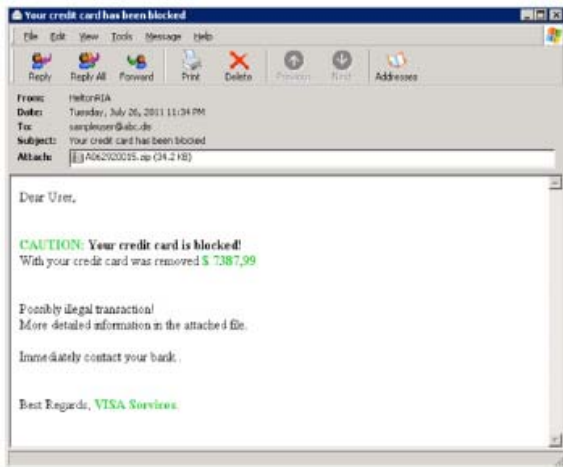 Your credit card has been blocked
File Edit View Tools Message Help
Reply Reply All Forward Print Delete Previous Next Addresses
From: HeltonRIA
Date: Tuesday, July 26, 2011 11:34 PM
To: sampleuser@abc.de
Subject: Your credit card has been blocked
Attach: A062920015.zip (34.2 KB)
Dear User,
CAUTION: Your credit card is blocked!
With your credit card was removed $ 7387,99
Possibly illegal transaction!
More detailed information in the attached file.
Immediately contact your bank .
Best Regards, VISA Services.